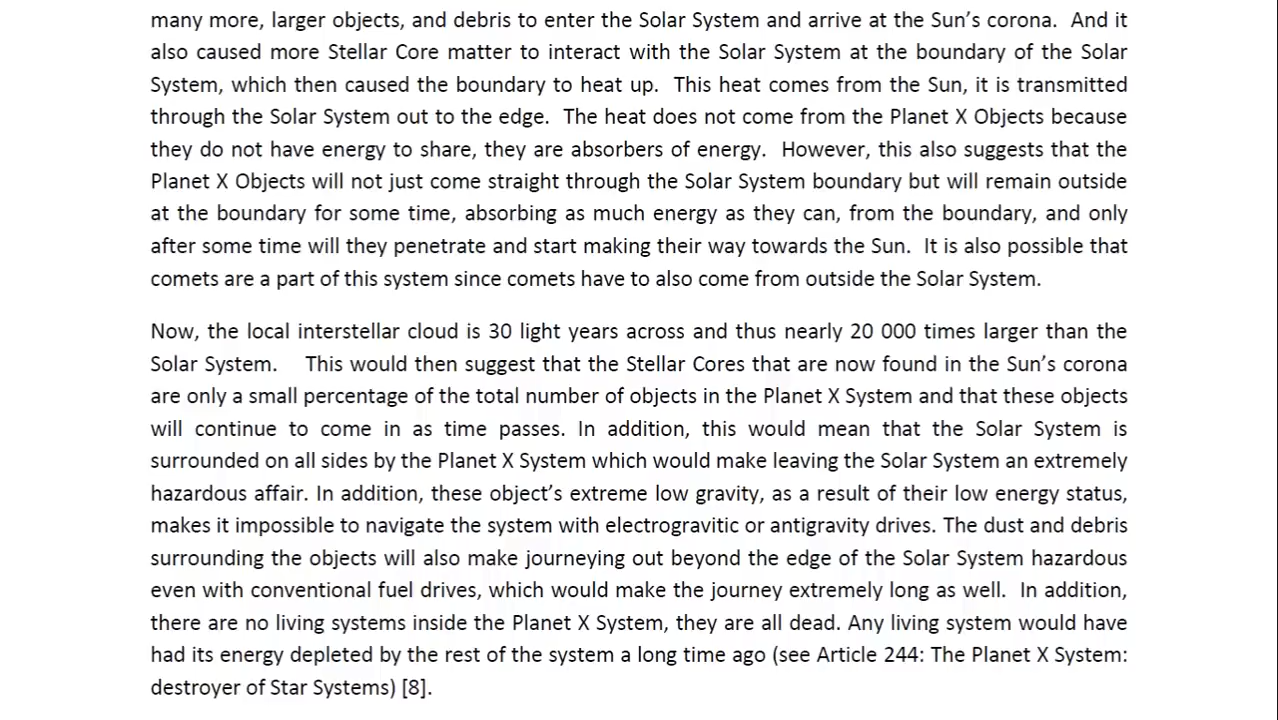 many more, larger objects, and debris to enter the Solar System and arrive at the Sun’s corona.  And it
also caused more Stellar Core matter to interact with the Solar System at the boundary of the Solar
System, which then caused the boundary to heat up.  This heat comes from the Sun, it is transmitted
through the Solar System out to the edge.  The heat does not come from the Planet X Objects because
they do not have energy to share, they are absorbers of energy.  However, this also suggests that the
Planet X Objects will not just come straight through the Solar System boundary but will remain outside
at the boundary for some time, absorbing as much energy as they can, from the boundary, and only
after some time will they penetrate and start making their way towards the Sun.  It is also possible that
comets are a part of this system since comets have to also come from outside the Solar System.
Now, the local interstellar cloud is 30 light years across and thus nearly 20 000 times larger than the
Solar System.   This would then suggest that the Stellar Cores that are now found in the Sun’s corona
are only a small percentage of the total number of objects in the Planet X System and that these objects
will continue to come in as time passes. In addition, this would mean that the Solar System is
surrounded on all sides by the Planet X System which would make leaving the Solar System an extremely
hazardous affair. In addition, these object’s extreme low gravity, as a result of their low energy status,
makes it impossible to navigate the system with electrogravitic or antigravity drives. The dust and debris
surrounding the objects will also make journeying out beyond the edge of the Solar System hazardous
even with conventional fuel drives, which would make the journey extremely long as well.  In addition,
there are no living systems inside the Planet X System, they are all dead. Any living system would have
had its energy depleted by the rest of the system a long time ago (see Article 244: The Planet X System:
destroyer of Star Systems) [8].